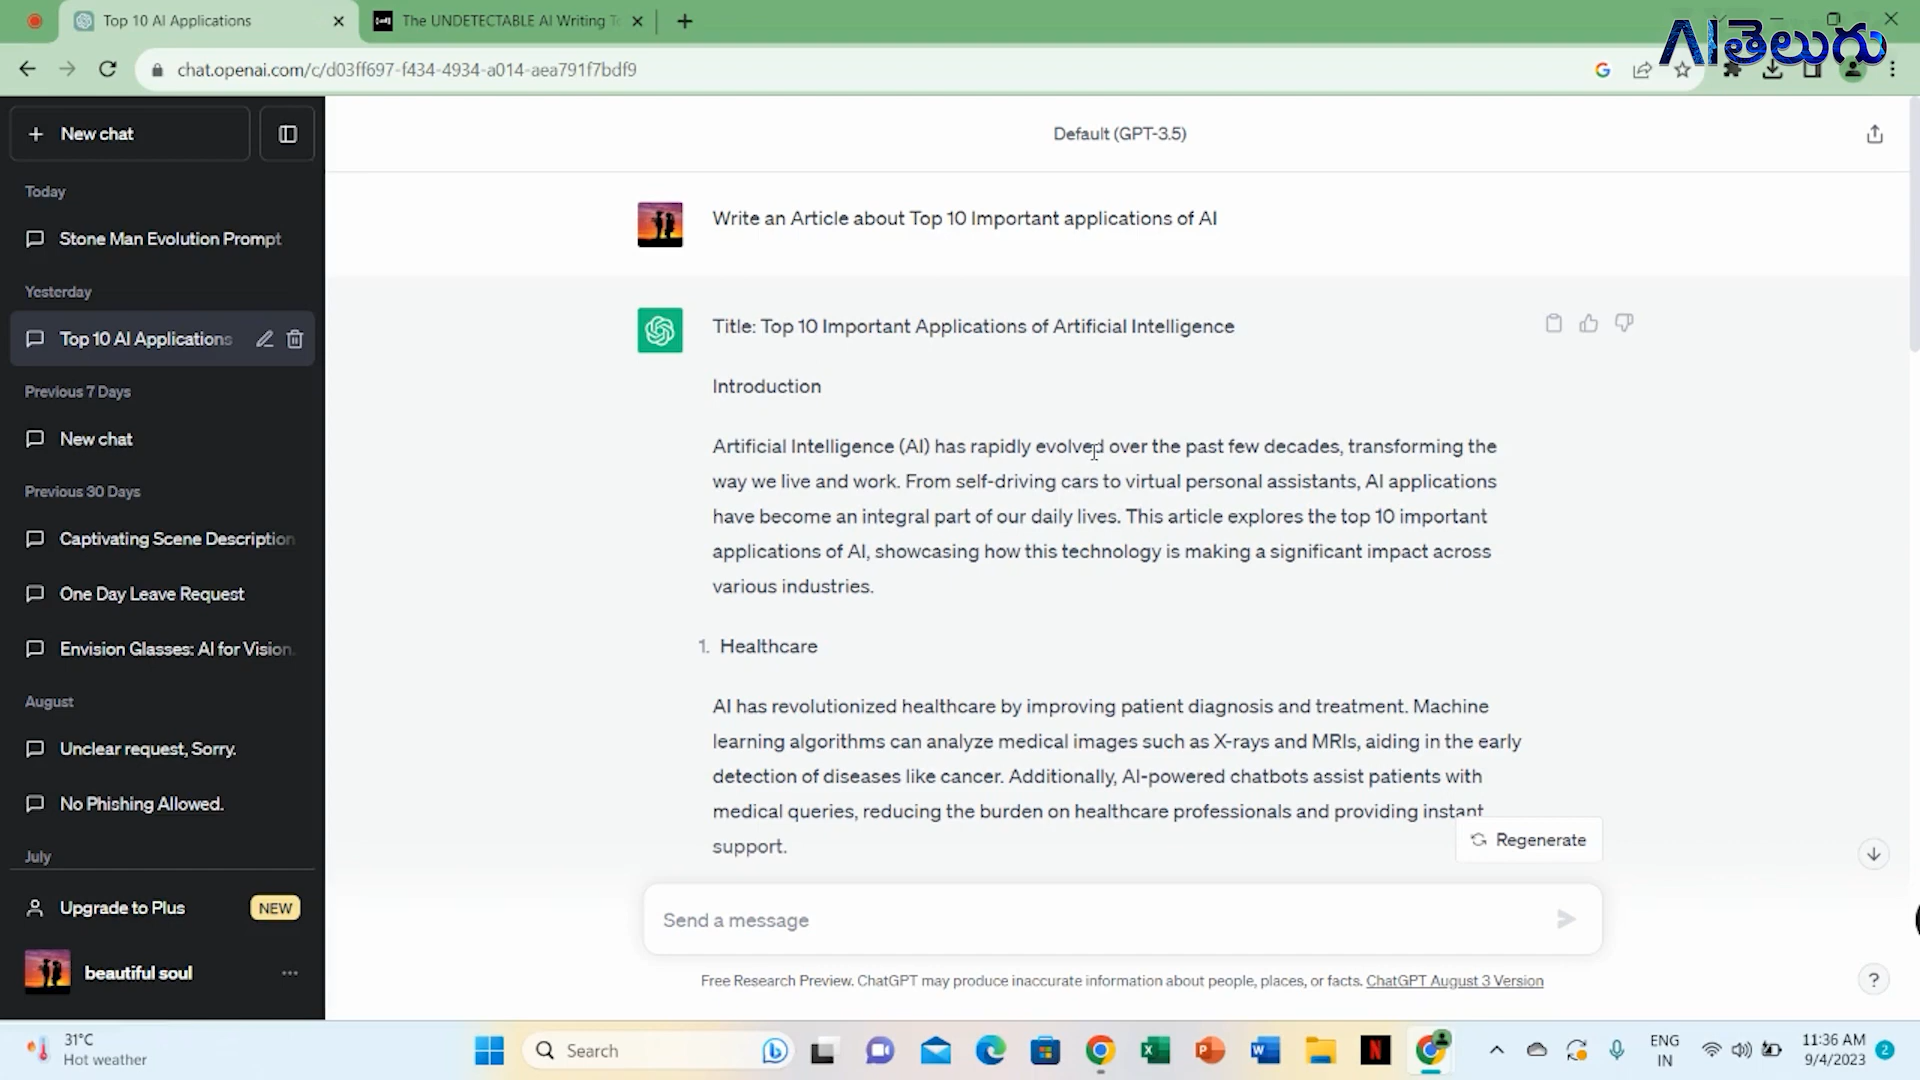 Top 10 AI Applications
The UNDETECTABLE AI Writing T
AIతెలుగు
chat.openai.com/c/d03ff697-f434-4934-a014-aea791f7bdf9
New chat
Today
Stone Man Evolution Prompt
Yesterday
Top 10 AI Applications
Previous 7 Days
New chat
Previous 30 Days
Captivating Scene Description
One Day Leave Request
Envision Glasses: AI for Vision.
August
Unclear request, Sorry.
No Phishing Allowed.
July
Upgrade to Plus NEW
beautiful soul
Default (GPT-3.5)
Write an Article about Top 10 Important applications of AI
Title: Top 10 Important Applications of Artificial Intelligence
Introduction
Artificial Intelligence (AI) has rapidly evolved over the past few decades, transforming the
way we live and work. From self-driving cars to virtual personal assistants, AI applications
have become an integral part of our daily lives. This article explores the top 10 important
applications of AI, showcasing how this technology is making a significant impact across
various industries.
1. Healthcare
AI has revolutionized healthcare by improving patient diagnosis and treatment. Machine
learning algorithms can analyze medical images such as X-rays and MRIs, aiding in the early
detection of diseases like cancer. Additionally, AI-powered chatbots assist patients with
medical queries, reducing the burden on healthcare professionals and providing instant
support.
Regenerate
Send a message
Free Research Preview. ChatGPT may produce inaccurate information about people, places, or facts. ChatGPT August 3 Version
?
31°C
Hot weather
Search
ENG
IN
11:36 AM
9/4/2023
2